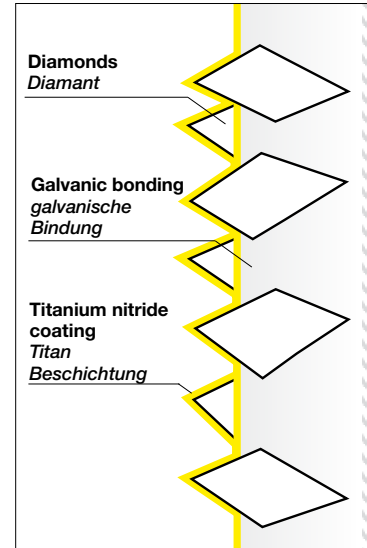 Diamonds
Diamant
Galvanic bonding
galvanische
Bindung
Titanium nitride
coating
Titan
Beschichtung